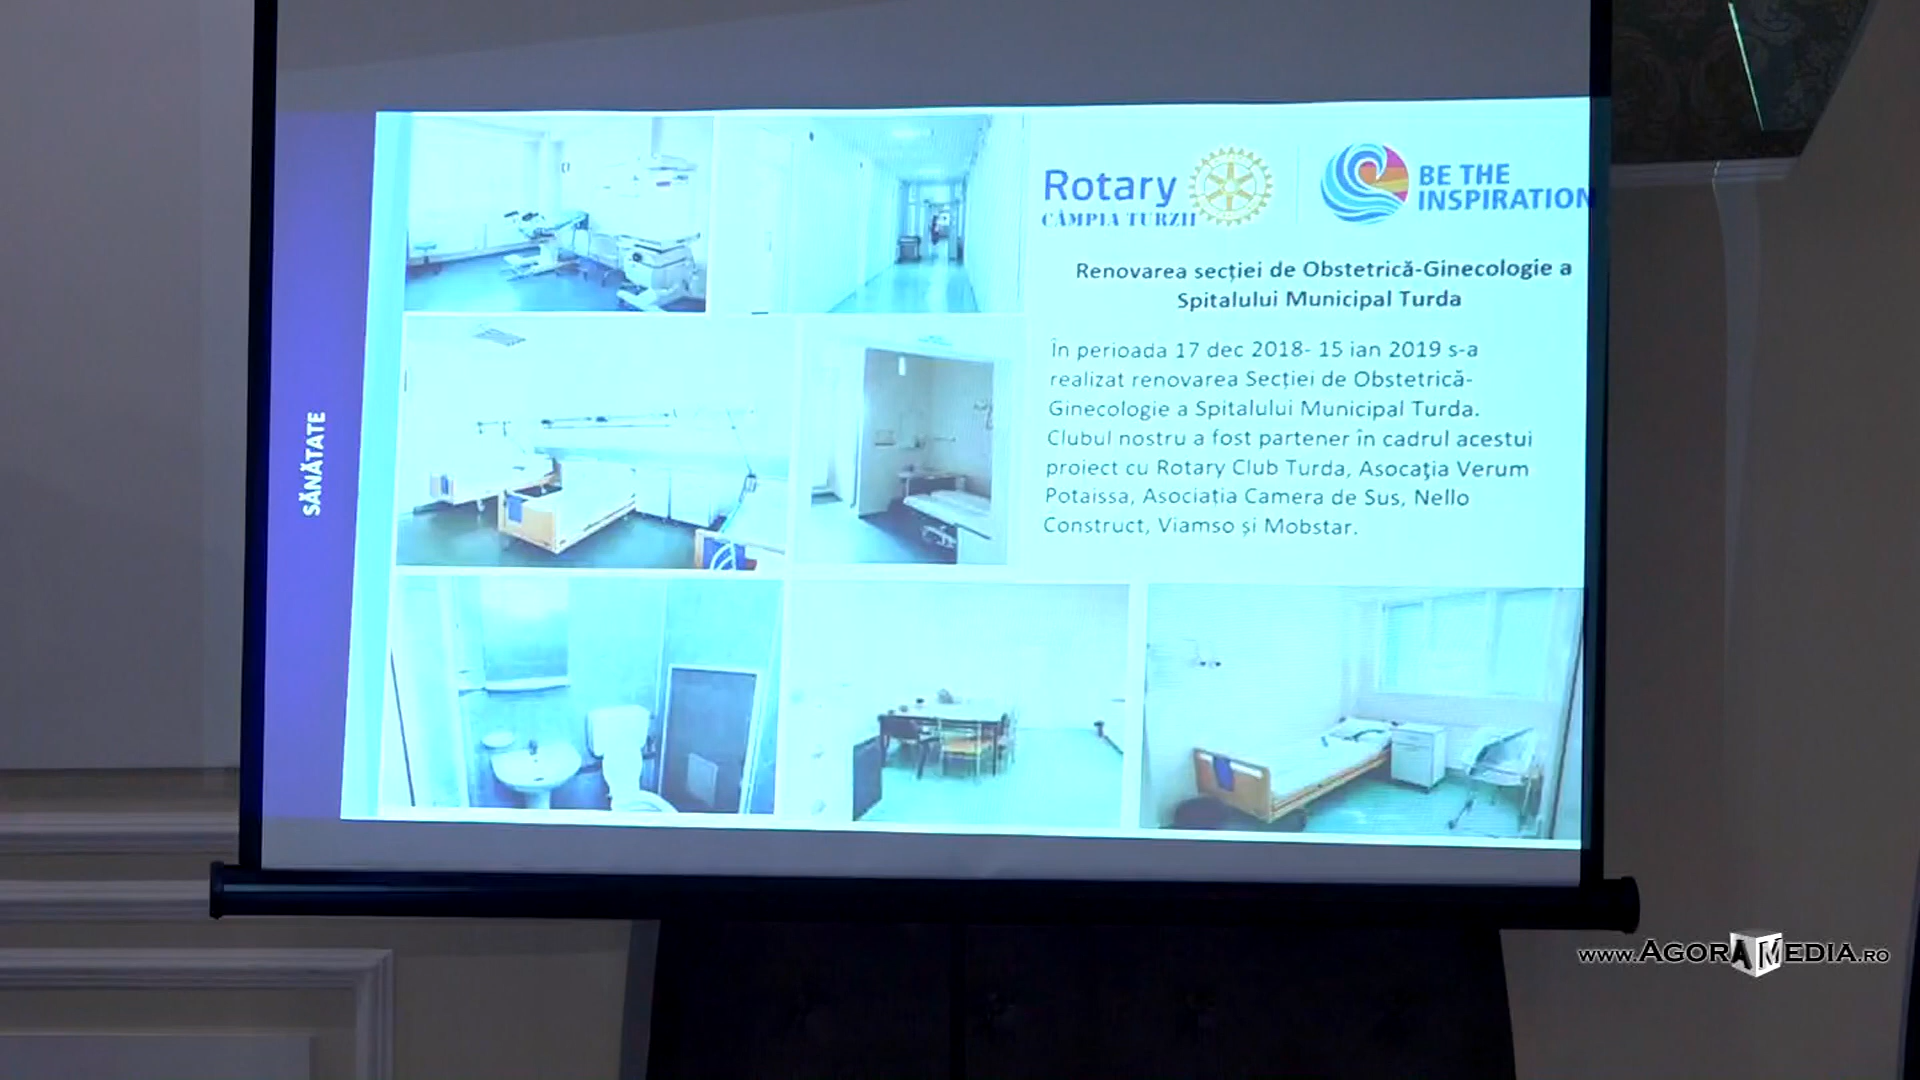 SĂNĂTATE
Rotary
CÂMPIA TURZII
BE THE
INSPIRATION
Renovarea secției de Obstetrică-Ginecologie a
Spitalului Municipal Turda
În perioada 17 dec 2018- 15 ian 2019 s-a
realizat renovarea Secției de Obstetrică-
Ginecologie a Spitalului Municipal Turda.
Clubul nostru a fost partener în cadrul acestui
proiect cu Rotary Club Turda, Asocaţia Verum
Potaissa, Asociația Camera de Sus, Nello
Construct, Viamso și Mobstar.
www.AGORAMEDIA.RO